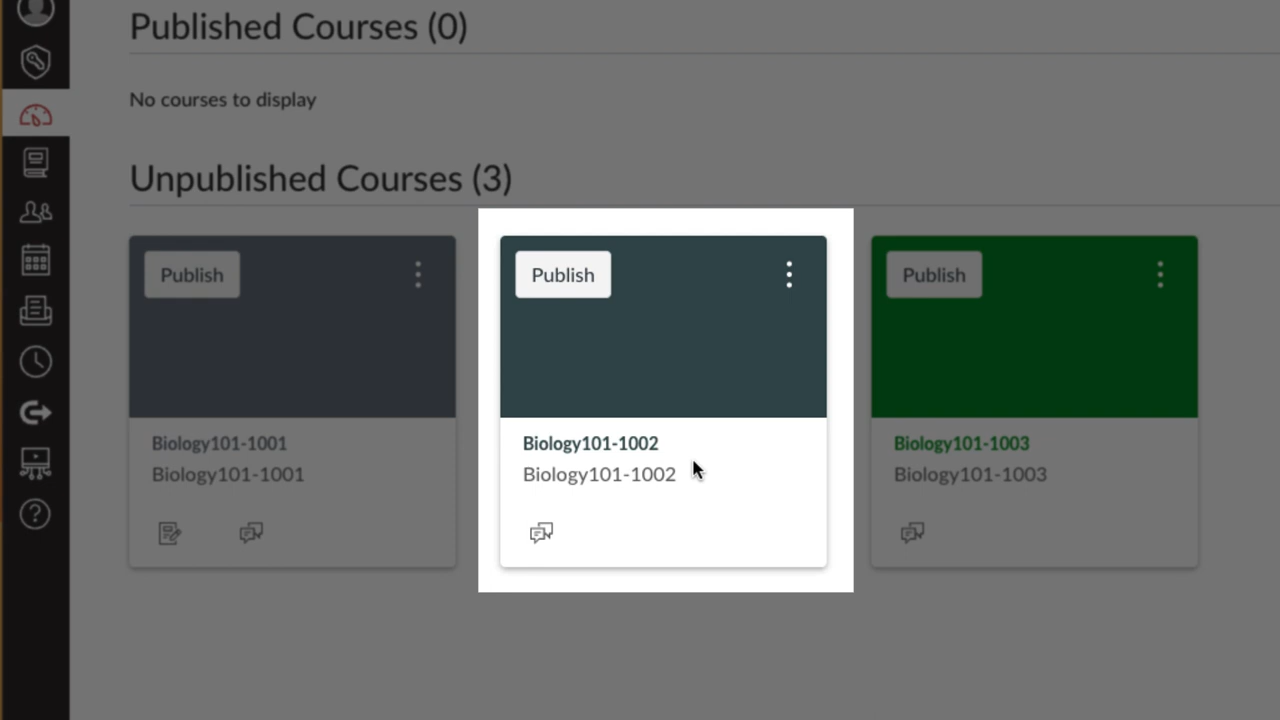 Published Courses (0)
No courses to display
Unpublished Courses (3)
Publish
Publish
Publish
Biology101-1001
Biology101-1001
Biology101-1002
Biology101-1002
Biology101-1003
Biology101-1003